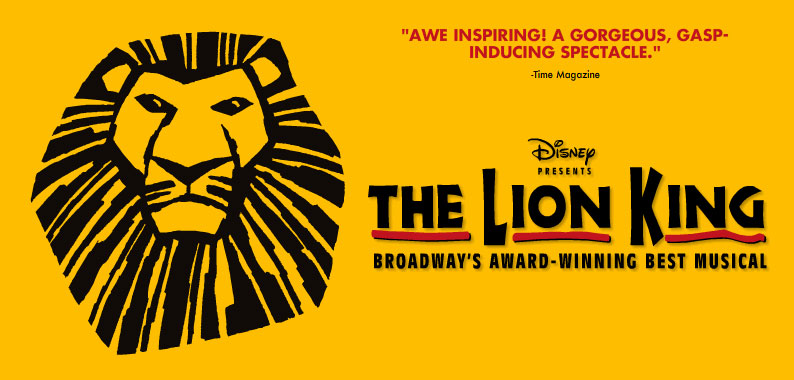 "AWE INSPIRING! A GORGEOUS, GASP-
INDUCING SPECTACLE."
-Time Magazine
Disney
PRESENTS
THE LION KING
BROADWAY'S AWARD-WINNING BEST MUSICAL